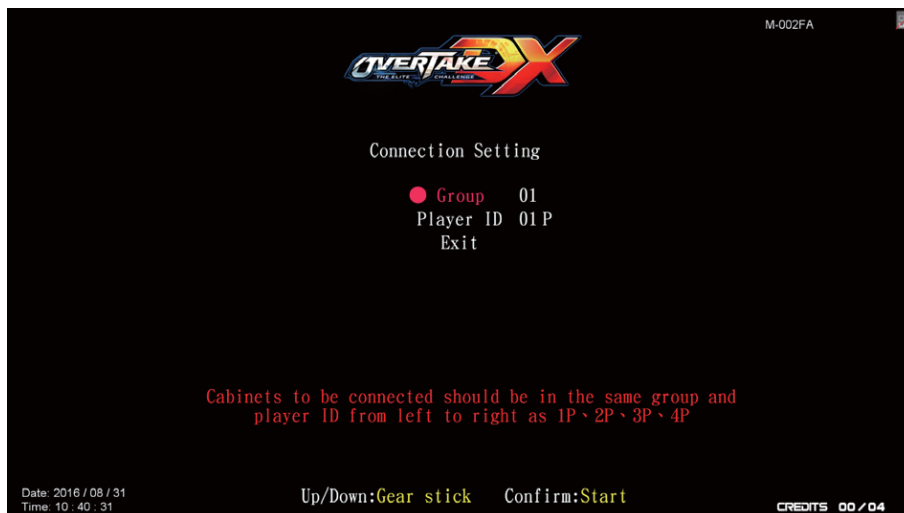 M-002FA
OVERTAKE DX
THE ELITE CHALLENGE
Connection Setting
Group 01
Player ID 01P
Exit
Cabinets to be connected should be in the same group and
player ID from left to right as 1P、2P、3P、4P
Date: 2016 / 08 / 31
Time: 10 : 40 : 31
Up/Down:Gear stick Confirm:Start
CREDITS 00/04